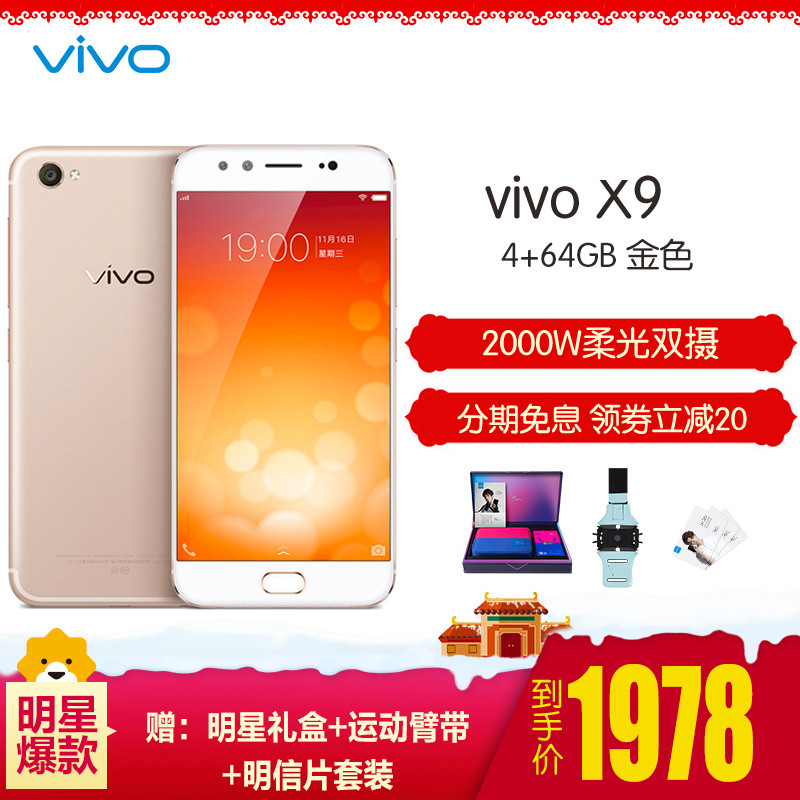 vivo
vivo X9
4+64GB 金色
19:00
11月16日
星期三
vivo
2000W柔光双摄
分期免息 领券立减20
明星
爆款
赠：明星礼盒+运动臂带
+明信片套装
到手价
1978